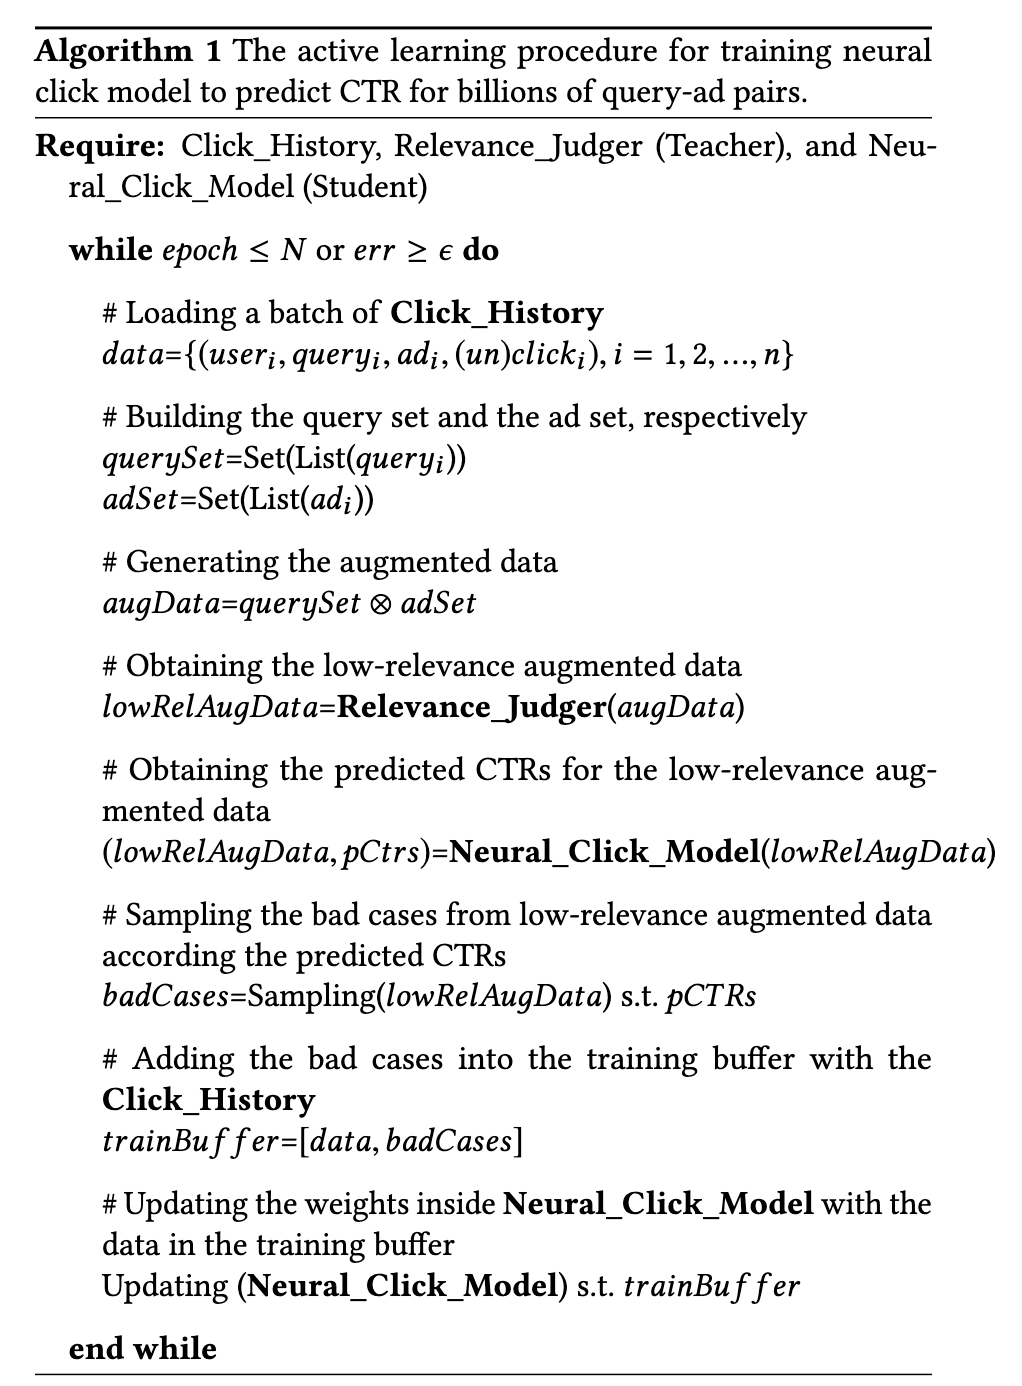 Algorithm 1 The active learning procedure for training neural
click model to predict CTR for billions of query-ad pairs.
Require: Click_History, Relevance_Judger (Teacher), and Neu-
ral_Click_Model (Student)
while epoch ≤ N or err ≥ ϵ do
# Loading a batch of Click_History
data={(user_i, query_i, ad_i, (un)click_i), i = 1, 2, ..., n}
# Building the query set and the ad set, respectively
querySet=Set(List(query_i))
adSet=Set(List(ad_i))
# Generating the augmented data
augData=querySet ⊗ adSet
# Obtaining the low-relevance augmented data
lowRelAugData=Relevance_Judger(augData)
# Obtaining the predicted CTRs for the low-relevance aug-
mented data
(lowRelAugData, pCtrs)=Neural_Click_Model(lowRelAugData)
# Sampling the bad cases from low-relevance augmented data
according the predicted CTRs
badCases=Sampling(lowRelAugData) s.t. pCTRs
# Adding the bad cases into the training buffer with the
Click_History
trainBuffer=[data, badCases]
# Updating the weights inside Neural_Click_Model with the
data in the training buffer
Updating (Neural_Click_Model) s.t. trainBuffer
end while